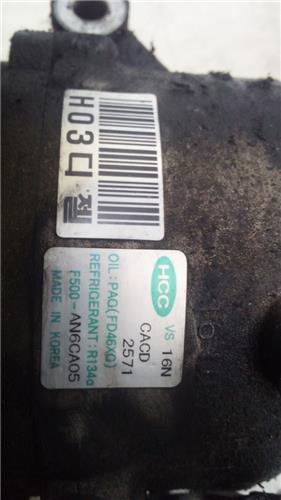 H03디젤
HCC VS 16N
CACD
2571
OIL : PAG(FD46XG)
REFRIGERANT : R134a
F500-AN6CA05
MADE IN KOREA